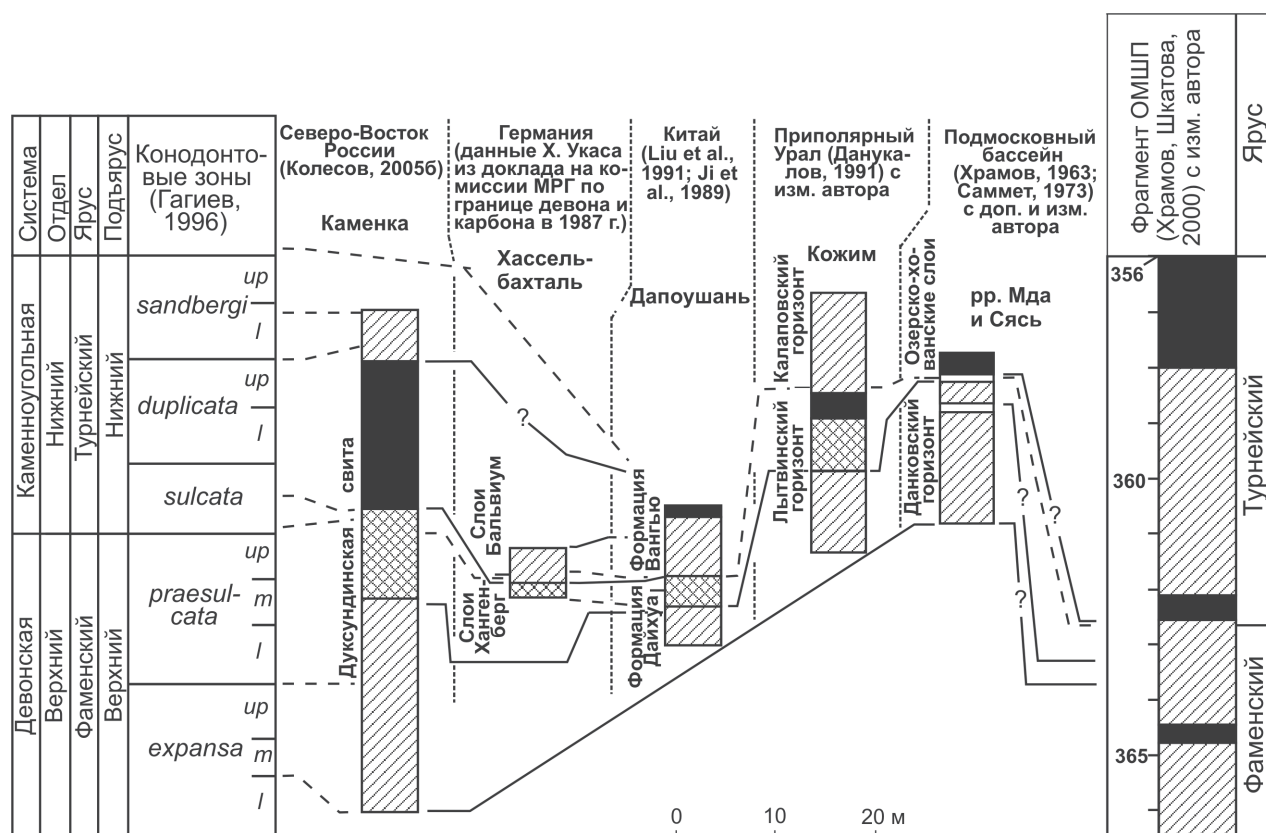 Система
Отдел
Ярус
Подъярус
Конодонто-
вые зоны
(Гагиев,
1996)
Северо-Восток
России
(Колесов, 2005б)
Каменка
Германия
(данные Х. Укаса
из доклада на ко-
миссии МРГ по
границе девона и
карбона в 1987 г.)
Хассель-
бахталь
Китай
(Liu et al.,
1991; Ji et
al., 1989)
Дапоушань
Приполярный
Урал (Данука-
лов, 1991) с
изм. автора
Кожим
Подмосковный
бассейн
(Храмов, 1963;
Саммет, 1973)
с доп. и изм.
автора
рр. Мда
и Сясь
Фрагмент ОМШП
(Храмов, Шкатова,
2000) с изм. автора
Ярус
Каменноугольная
Нижний
Турнейский
Нижний
Девонская
Верхний
Фаменский
Верхний
up
sandbergi
l
up
duplicata
l
sulcata
up
praesul-
cata
m
l
up
expansa
m
l
Дуксундинская свита
Слои
Бальвиум
Слои
Ханген-
берг
Формация
Вангью
Формация
Дайхуа
Калаповский
горизонт
Лытвинский
горизонт
Озерско-хо-
ванские слои
Данковский
горизонт
?
?
?
?
356
360
365
Турнейский
Фаменский
0 10 20 м